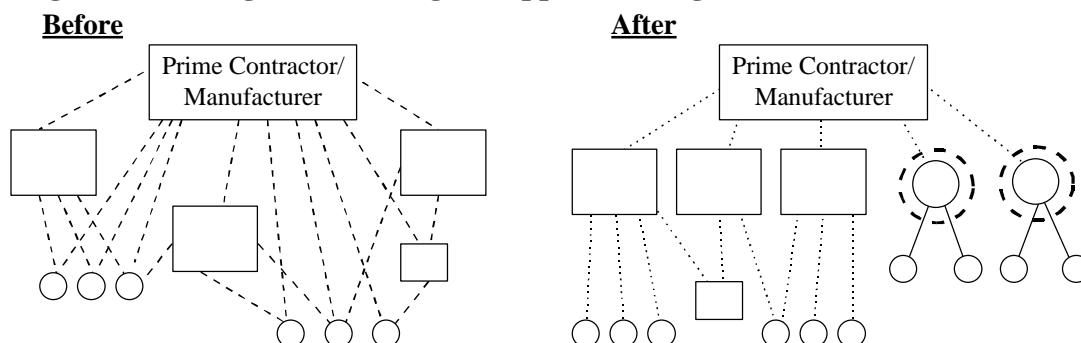 Before
After
Prime Contractor/
Manufacturer
Prime Contractor/
Manufacturer